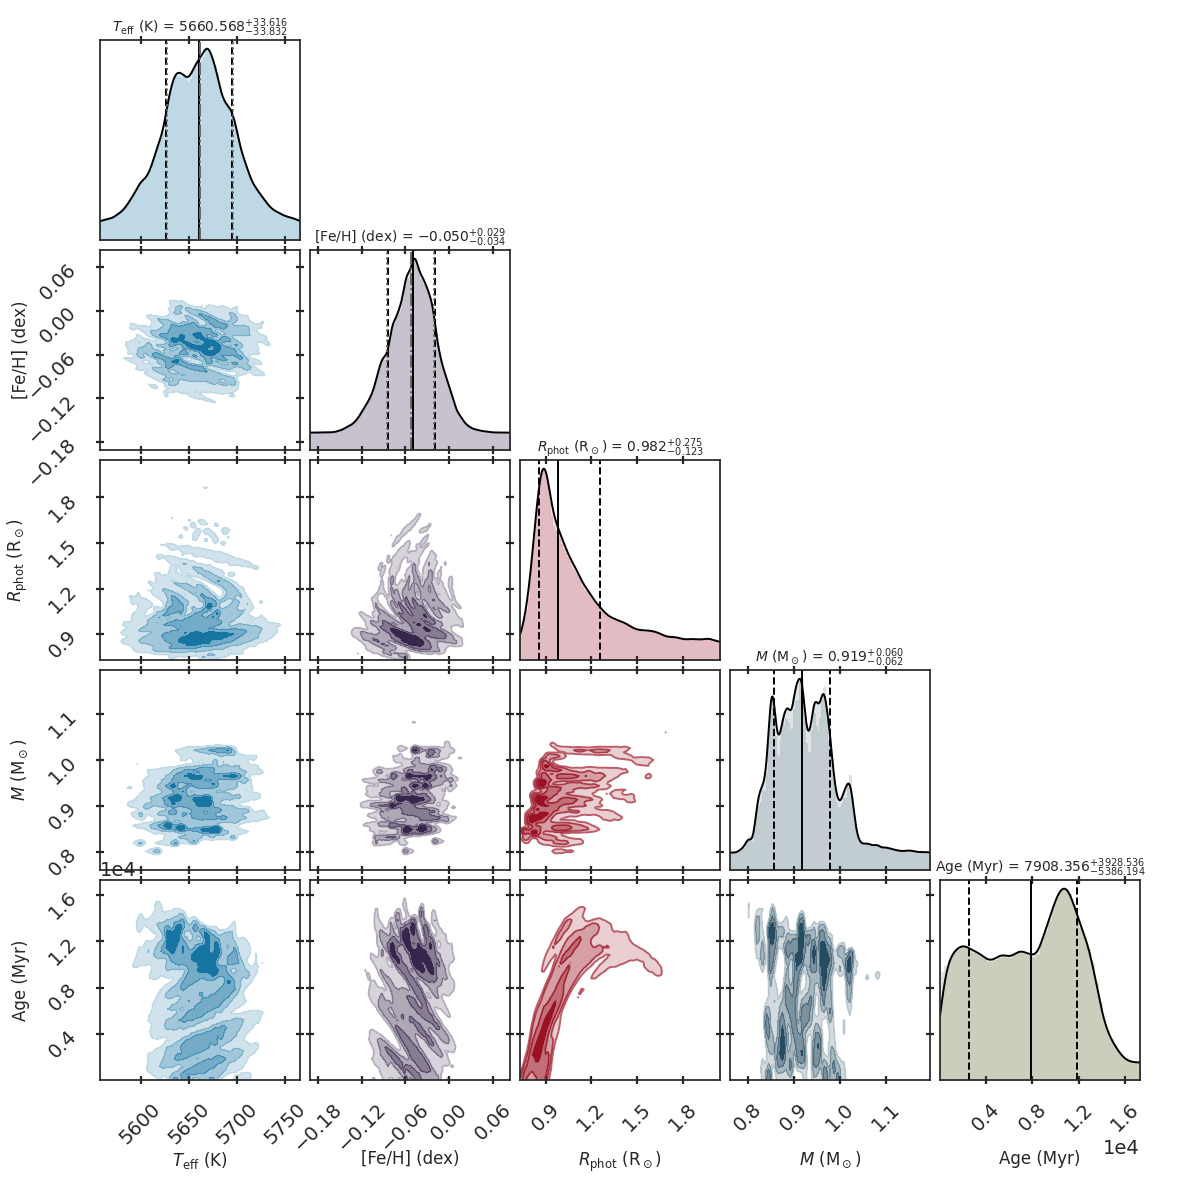 T_eff (K) = 5660.568 +33.616 −33.832
[Fe/H] (dex) = −0.050 +0.029 −0.034
0.06
0.00
−0.06
−0.12
−0.18
[Fe/H] (dex)
R_phot (R⊙) = 0.982 +0.275 −0.123
1.8
1.5
1.2
0.9
R_phot (R⊙)
M (M⊙) = 0.919 +0.060 −0.062
1.1
1.0
0.9
0.8
M (M⊙)
1e4
Age (Myr) = 7908.356 +3928.536 −5386.194
1.6
1.2
0.8
0.4
Age (Myr)
5600 5650 5700 5750
−0.18 −0.12 −0.06 0.00 0.06
0.9 1.2 1.5 1.8
0.8 0.9 1.0 1.1
0.4 0.8 1.2 1.6
1e4
T_eff (K)
[Fe/H] (dex)
R_phot (R⊙)
M (M⊙)
Age (Myr)